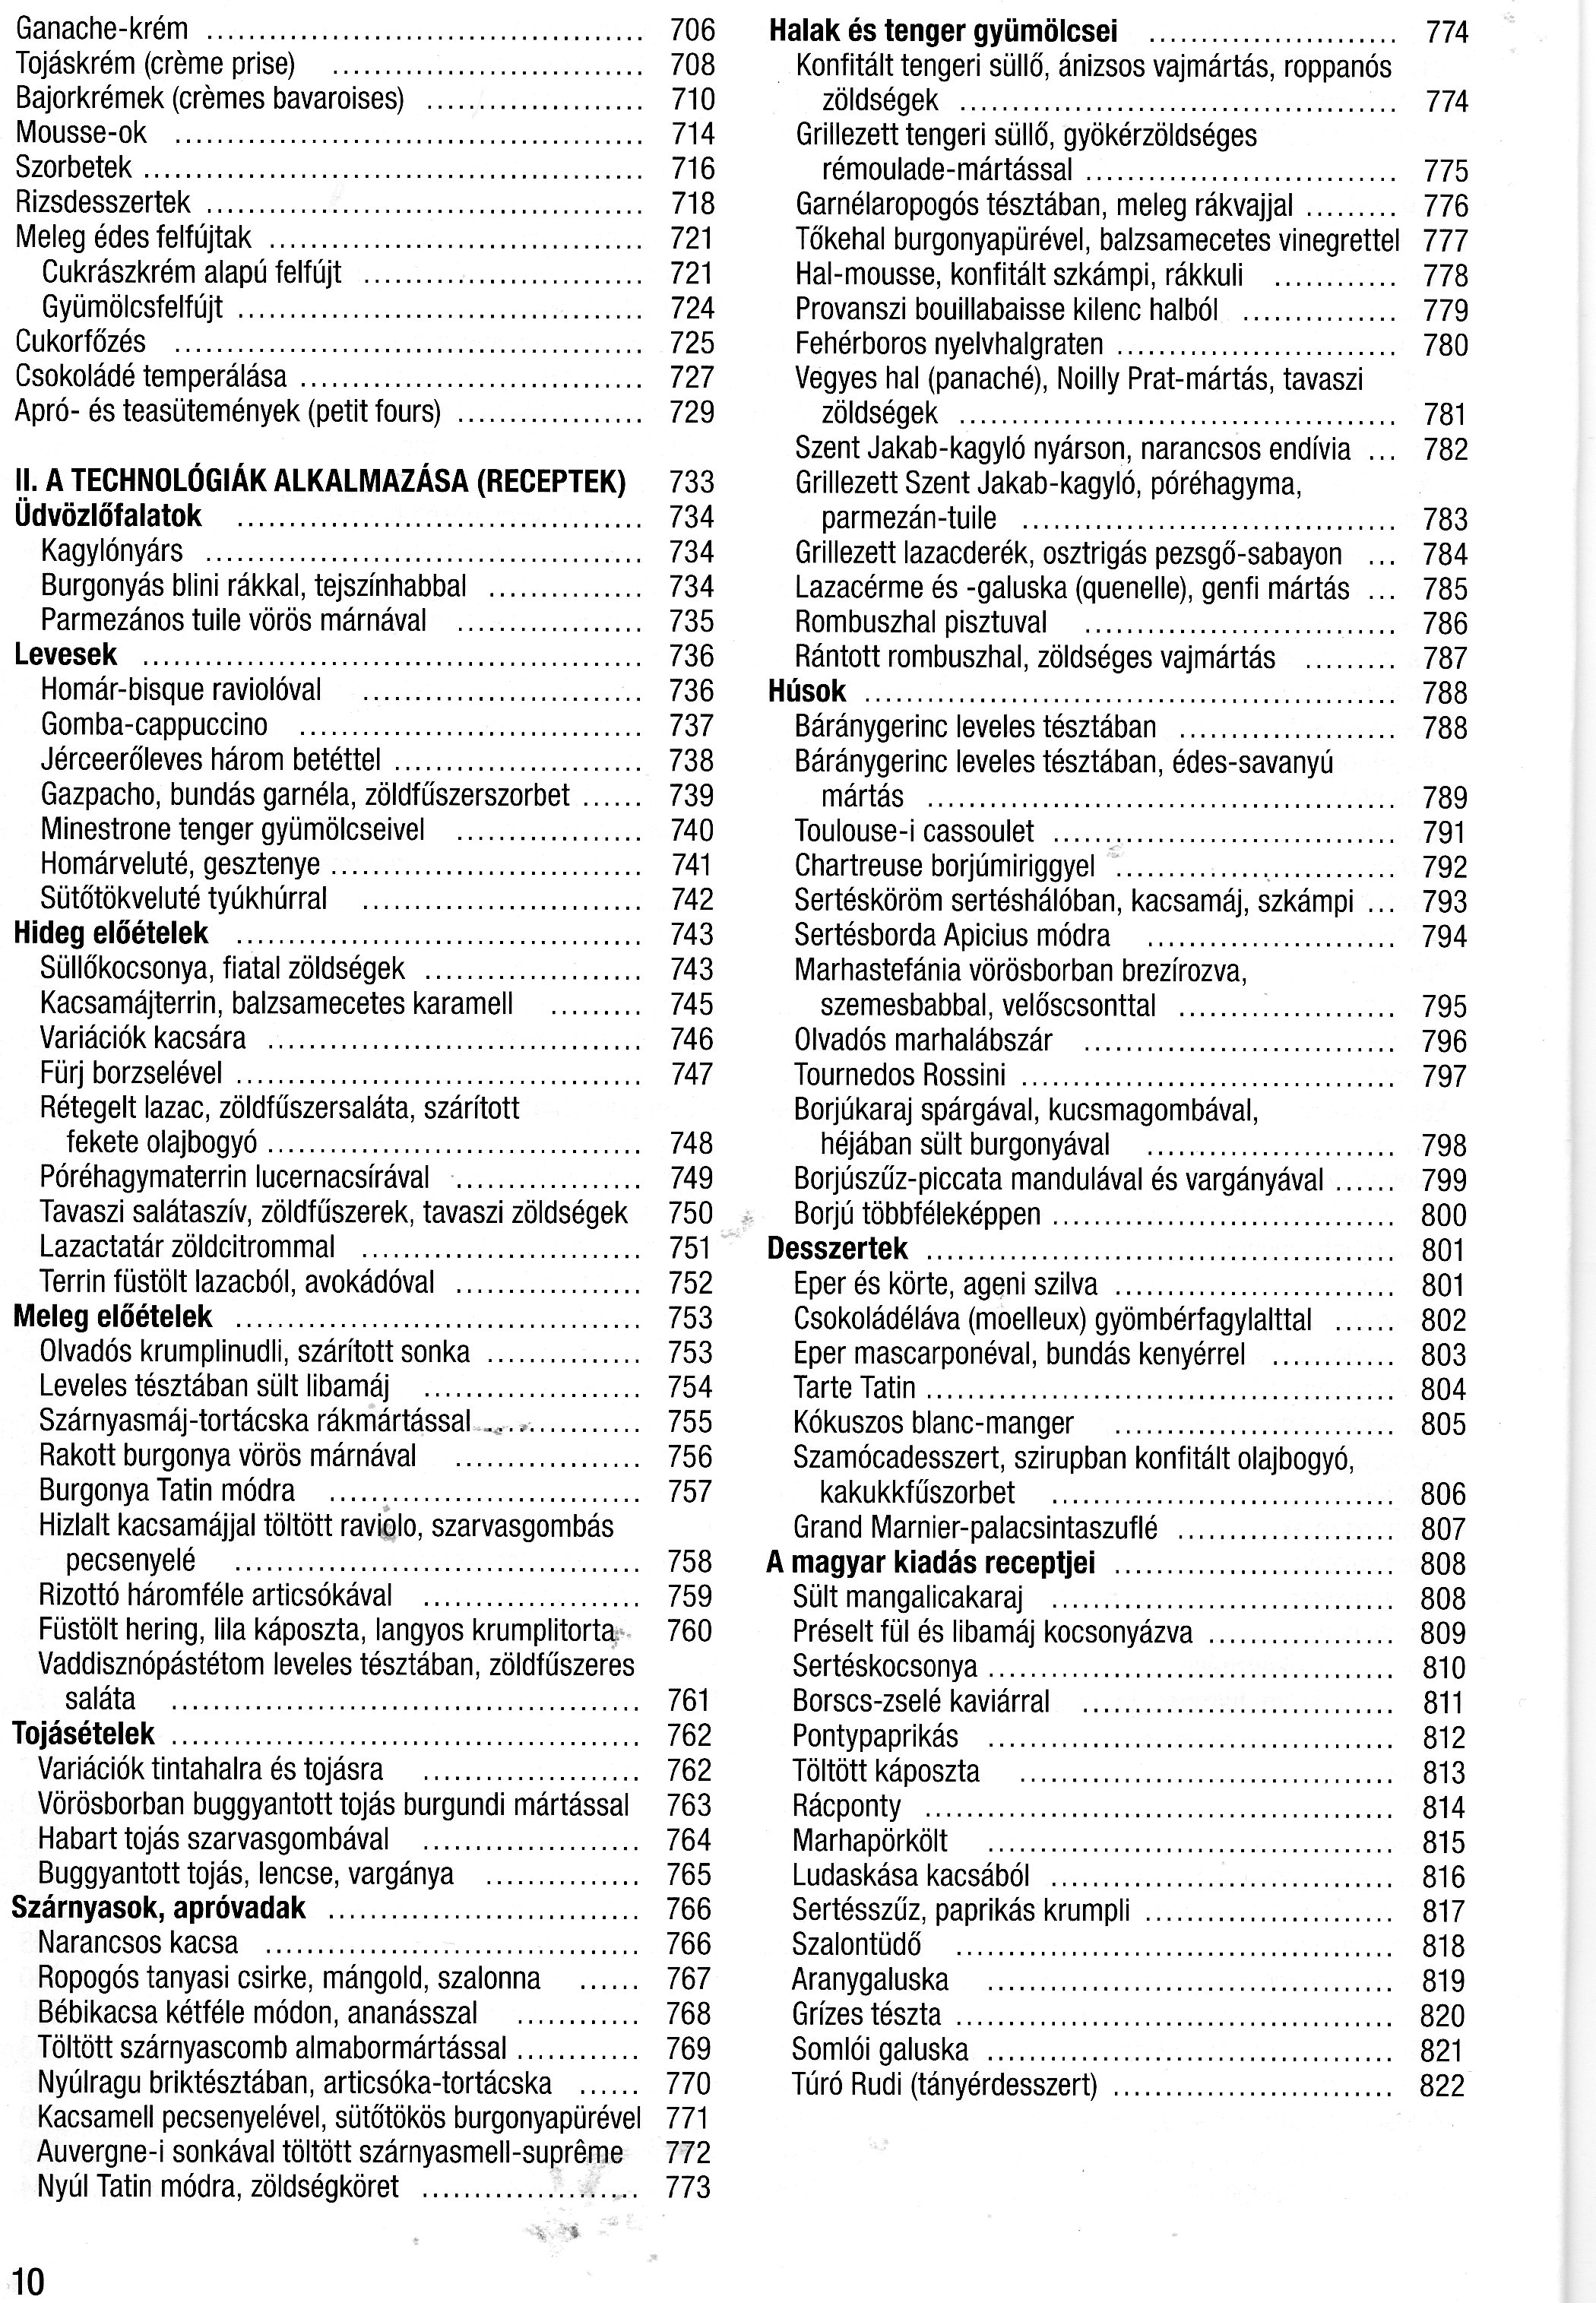 Ganache-krém ........................................ 706
Tojáskrém (crème prise) ........................................ 708
Bajorkrémek (crèmes bavaroises) ........................................ 710
Mousse-ok ........................................ 714
Szorbetek ........................................ 716
Rizsdesszertek ........................................ 718
Meleg édes felfújtak ........................................ 721
Cukrászkrém alapú felfújt ........................................ 721
Gyümölcsfelfújt ........................................ 724
Cukorfőzés ........................................ 725
Csokoládé temperálása ........................................ 727
Apró- és teasütemények (petit fours) .................. 729
II. A TECHNOLÓGIÁK ALKALMAZÁSA (RECEPTEK) 733
Üdvözlőfalatok ........................................ 734
Kagylónyárs ........................................ 734
Burgonyás blini rákkal, tejszínhabbal ............... 734
Parmezános tuile vörös márnával .................. 735
Levesek ........................................ 736
Homár-bisque raviolóval ........................... 736
Gomba-cappuccino ................................. 737
Jérceerőleves három betéttel ........................ 738
Gazpacho, bundás garnéla, zöldfűszerszorbet ...... 739
Minestrone tenger gyümölcseivel .................. 740
Homárveluté, gesztenye .............................. 741
Sütőtökveluté tyúkhúrral ........................... 742
Hideg előételek ....................................... 743
Süllőkocsonya, fiatal zöldségek ..................... 743
Kacsamájterrin, balzsamecetes karamell ......... 745
Variációk kacsára .................................... 746
Fürj borzselével ....................................... 747
Rétegelt lazac, zöldfűszersaláta, szárított
fekete olajbogyó .................................... 748
Póréhagymaterrin lucernacsírával .................. 749
Tavaszi salátaszív, zöldfűszerek, tavaszi zöldségek 750
Lazactatár zöldcitrommal ........................... 751
Terrin füstölt lazacból, avokádóval .................. 752
Meleg előételek ....................................... 753
Olvadós krumplinudli, szárított sonka ............... 753
Leveles tésztában sült libamáj ..................... 754
Szárnyasmáj-tortácska rákmártással ............... 755
Rakott burgonya vörös márnával .................. 756
Burgonya Tatin módra .............................. 757
Hizlalt kacsamájjal töltött raviolo, szarvasgombás
pecsenyelé ....................................... 758
Rizottó háromféle articsókával ..................... 759
Füstölt hering, lila káposzta, langyos krumplitorta 760
Vaddisznópástétom leveles tésztában, zöldfűszeres
saláta ............................................. 761
Tojásételek ............................................. 762
Variációk tintahalra és tojásra ..................... 762
Vörösborban buggyantott tojás burgundi mártással 763
Habart tojás szarvasgombával ..................... 764
Buggyantott tojás, lencse, vargánya ............... 765
Szárnyasok, apróvadak .............................. 766
Narancsos kacsa .................................... 766
Ropogós tanyasi csirke, mángold, szalonna ...... 767
Bébikacsa kétféle módon, ananásszal ............ 768
Töltött szárnyascomb almabormártással ............ 769
Nyúlragu briktésztában, articsóka-tortácska ...... 770
Kacsamell pecsenyelével, sütőtökös burgonyapürével 771
Auvergne-i sonkával töltött szárnyasmell-suprême 772
Nyúl Tatin módra, zöldségköret ..................... 773
10
Halak és tenger gyümölcsei ........................ 774
Konfitált tengeri süllő, ánizsos vajmártás, roppanós
zöldségek .......................................... 774
Grillezett tengeri süllő, gyökérzöldséges
rémoulade-mártással .............................. 775
Garnélaropogós tésztában, meleg rákvajjal ......... 776
Tőkehal burgonyapürével, balzsamecetes vinegrettel 777
Hal-mousse, konfitált szkámpi, rákkuli ............ 778
Provanszi bouillabaisse kilenc halból ............... 779
Fehérboros nyelvhalgraten ........................... 780
Vegyes hal (panaché), Noilly Prat-mártás, tavaszi
zöldségek .......................................... 781
Szent Jakab-kagyló nyárson, narancsos endívia ... 782
Grillezett Szent Jakab-kagyló, póréhagyma,
parmezán-tuile .................................... 783
Grillezett lazacderék, osztrigás pezsgő-sabayon ... 784
Lazacérme és -galuska (quenelle), genfi mártás ... 785
Rombuszhal pisztuval .............................. 786
Rántott rombuszhal, zöldséges vajmártás ......... 787
Húsok ................................................... 788
Báránygerinc leveles tésztában ..................... 788
Báránygerinc leveles tésztában, édes-savanyú
mártás ............................................. 789
Toulouse-i cassoulet ................................. 791
Chartreuse borjúmiriggyel ........................... 792
Sertésköröm sertéshálóban, kacsamáj, szkámpi ... 793
Sertésborda Apicius módra ........................ 794
Marhastefánia vörösborban brezírozva,
szemesbabbal, velőscsonttal ..................... 795
Olvadós marhalábszár .............................. 796
Tournedos Rossini .................................... 797
Borjúkaraj spárgával, kucsmagombával,
héjában sült burgonyával ........................ 798
Borjúszűz-piccata mandulával és vargányával ...... 799
Borjú többféleképpen ................................. 800
Desszertek ............................................. 801
Eper és körte, ageni szilva ........................... 801
Csokoládéláva (moelleux) gyömbérfagylalttal ...... 802
Eper mascarponéval, bundás kenyérrel ............ 803
Tarte Tatin ............................................. 804
Kókuszos blanc-manger ........................... 805
Szamócadesszert, szirupban konfitált olajbogyó,
kakukkfűszorbet ................................. 806
Grand Marnier-palacsintaszuflé ..................... 807
A magyar kiadás receptjei ........................... 808
Sült mangalicakaraj ................................. 808
Préselt fül és libamáj kocsonyázva .................. 809
Sertéskocsonya ....................................... 810
Borscs-zselé kaviárral .............................. 811
Pontypaprikás ....................................... 812
Töltött káposzta .................................... 813
Rácponty ............................................. 814
Marhapörkölt ....................................... 815
Ludaskása kacsából ................................. 816
Sertésszűz, paprikás krumpli ........................ 817
Szalontüdő .......................................... 818
Aranygaluska ....................................... 819
Grízes tészta .......................................... 820
Somlói galuska ....................................... 821
Túró Rudi (tányérdesszert) ........................... 822